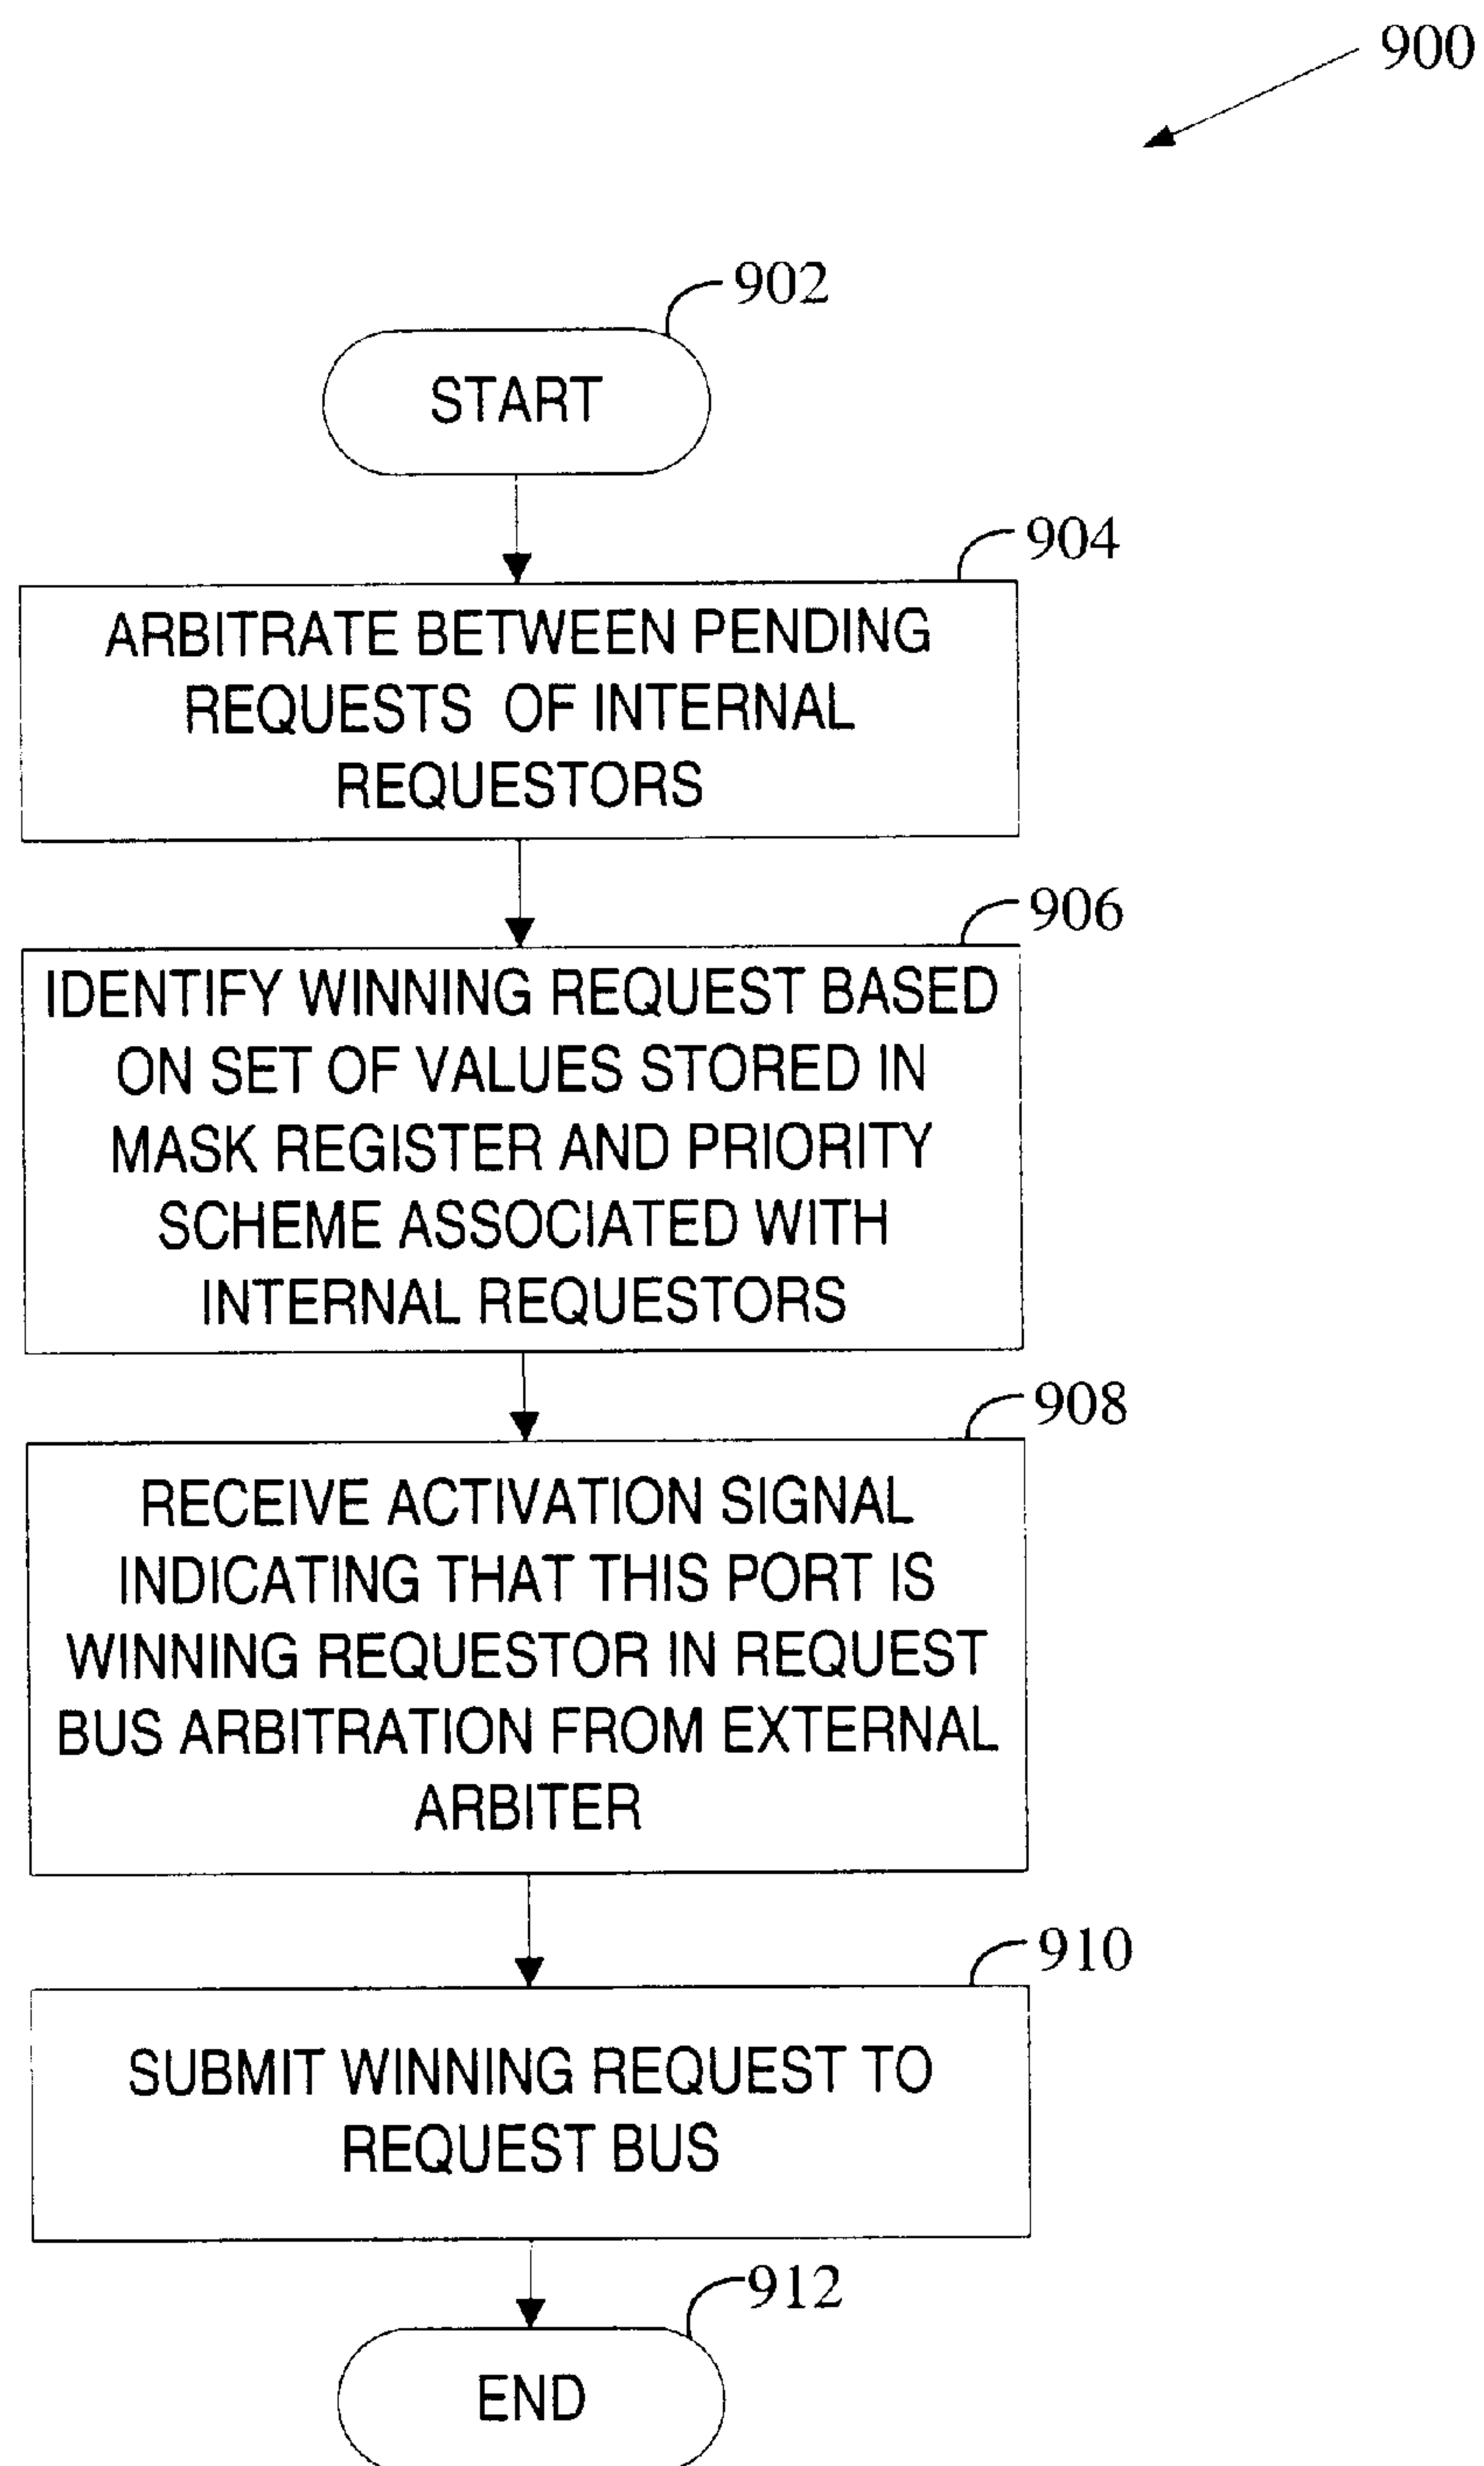 900
902
START
904
ARBITRATE BETWEEN PENDING
REQUESTS OF INTERNAL
REQUESTORS
906
IDENTIFY WINNING REQUEST BASED
ON SET OF VALUES STORED IN
MASK REGISTER AND PRIORITY
SCHEME ASSOCIATED WITH
INTERNAL REQUESTORS
908
RECEIVE ACTIVATION SIGNAL
INDICATING THAT THIS PORT IS
WINNING REQUESTOR IN REQUEST
BUS ARBITRATION FROM EXTERNAL
ARBITER
910
SUBMIT WINNING REQUEST TO
REQUEST BUS
912
END